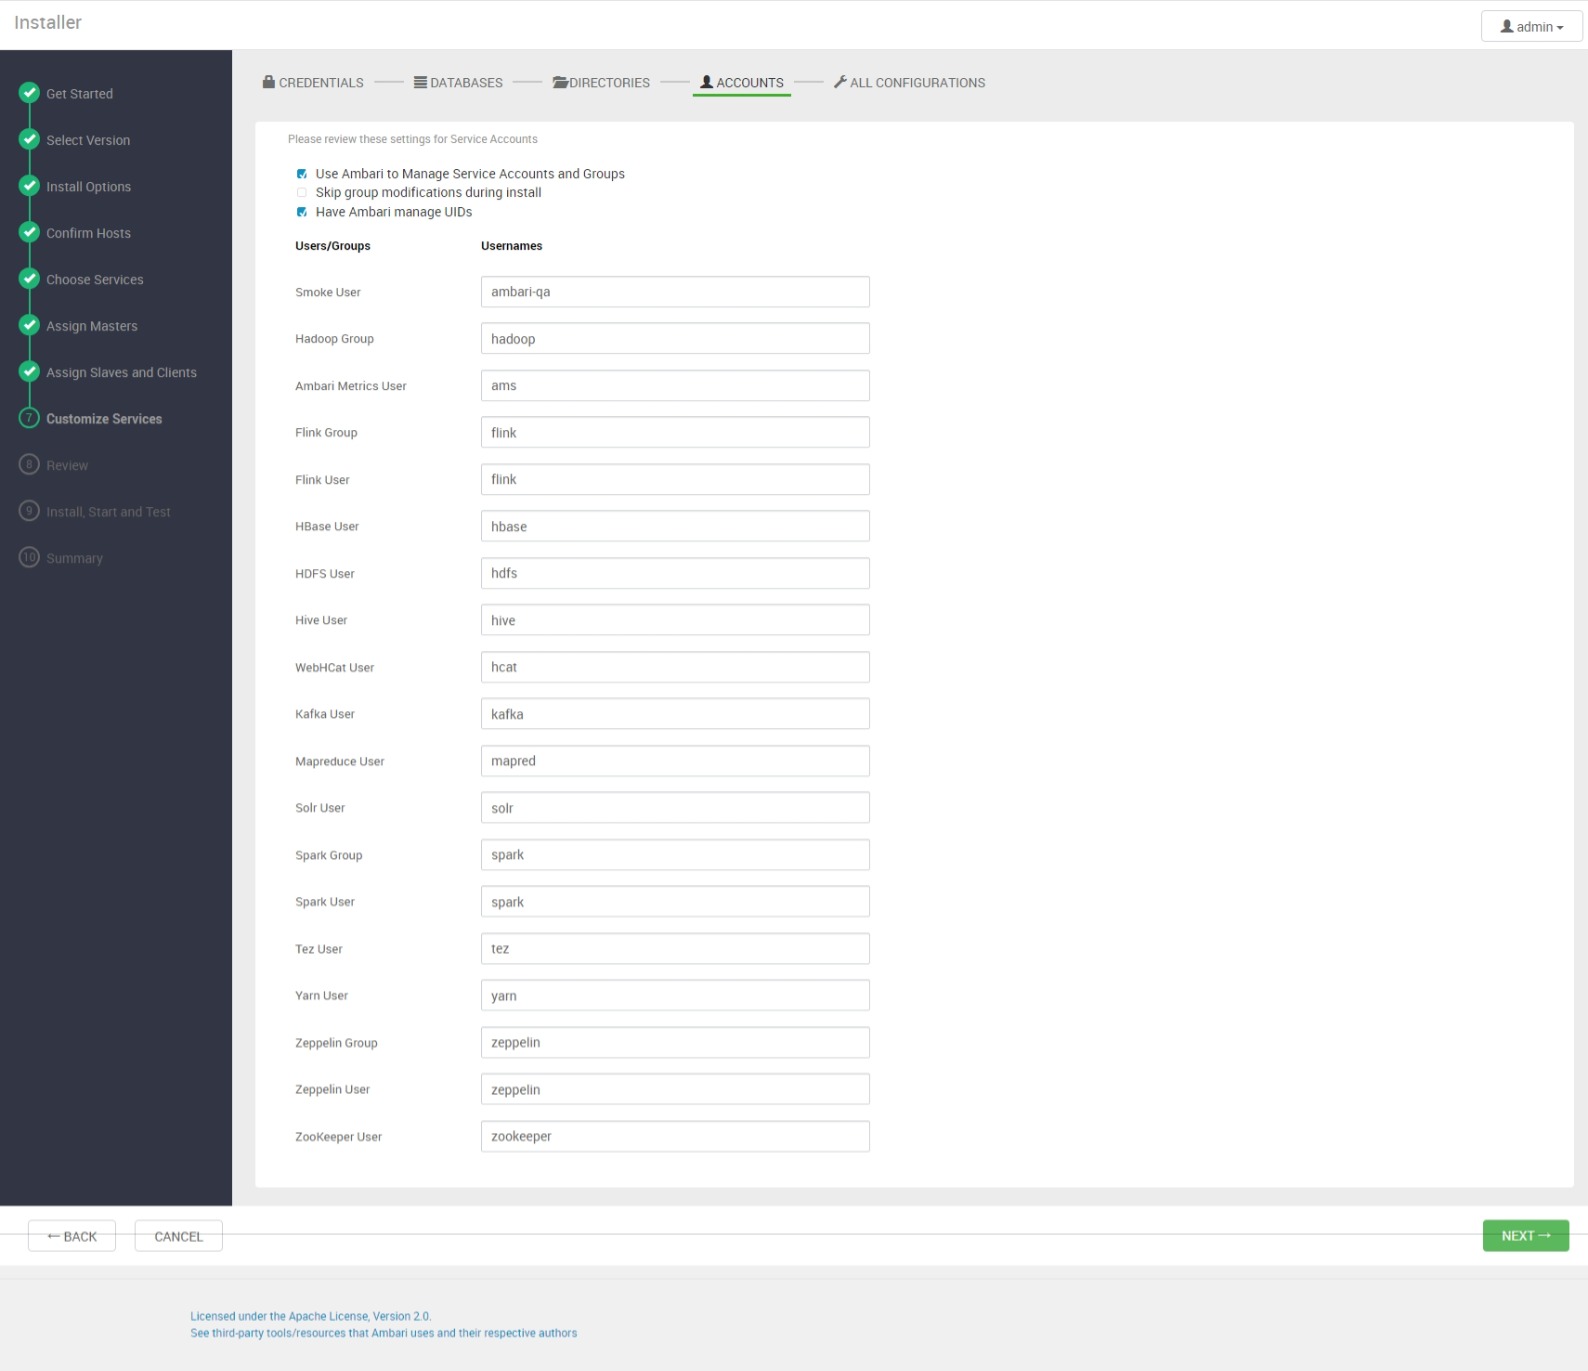 Installer
admin
Get Started
Select Version
Install Options
Confirm Hosts
Choose Services
Assign Masters
Assign Slaves and Clients
7 Customize Services
8 Review
9 Install, Start and Test
10 Summary
CREDENTIALS DATABASES DIRECTORIES ACCOUNTS ALL CONFIGURATIONS
Please review these settings for Service Accounts
Use Ambari to Manage Service Accounts and Groups
Skip group modifications during install
Have Ambari manage UIDs
Users/Groups Usernames
Smoke User ambari-qa
Hadoop Group hadoop
Ambari Metrics User ams
Flink Group flink
Flink User flink
HBase User hbase
HDFS User hdfs
Hive User hive
WebHCat User hcat
Kafka User kafka
Mapreduce User mapred
Solr User solr
Spark Group spark
Spark User spark
Tez User tez
Yarn User yarn
Zeppelin Group zeppelin
Zeppelin User zeppelin
ZooKeeper User zookeeper
← BACK CANCEL NEXT →
Licensed under the Apache License, Version 2.0.
See third-party tools/resources that Ambari uses and their respective authors